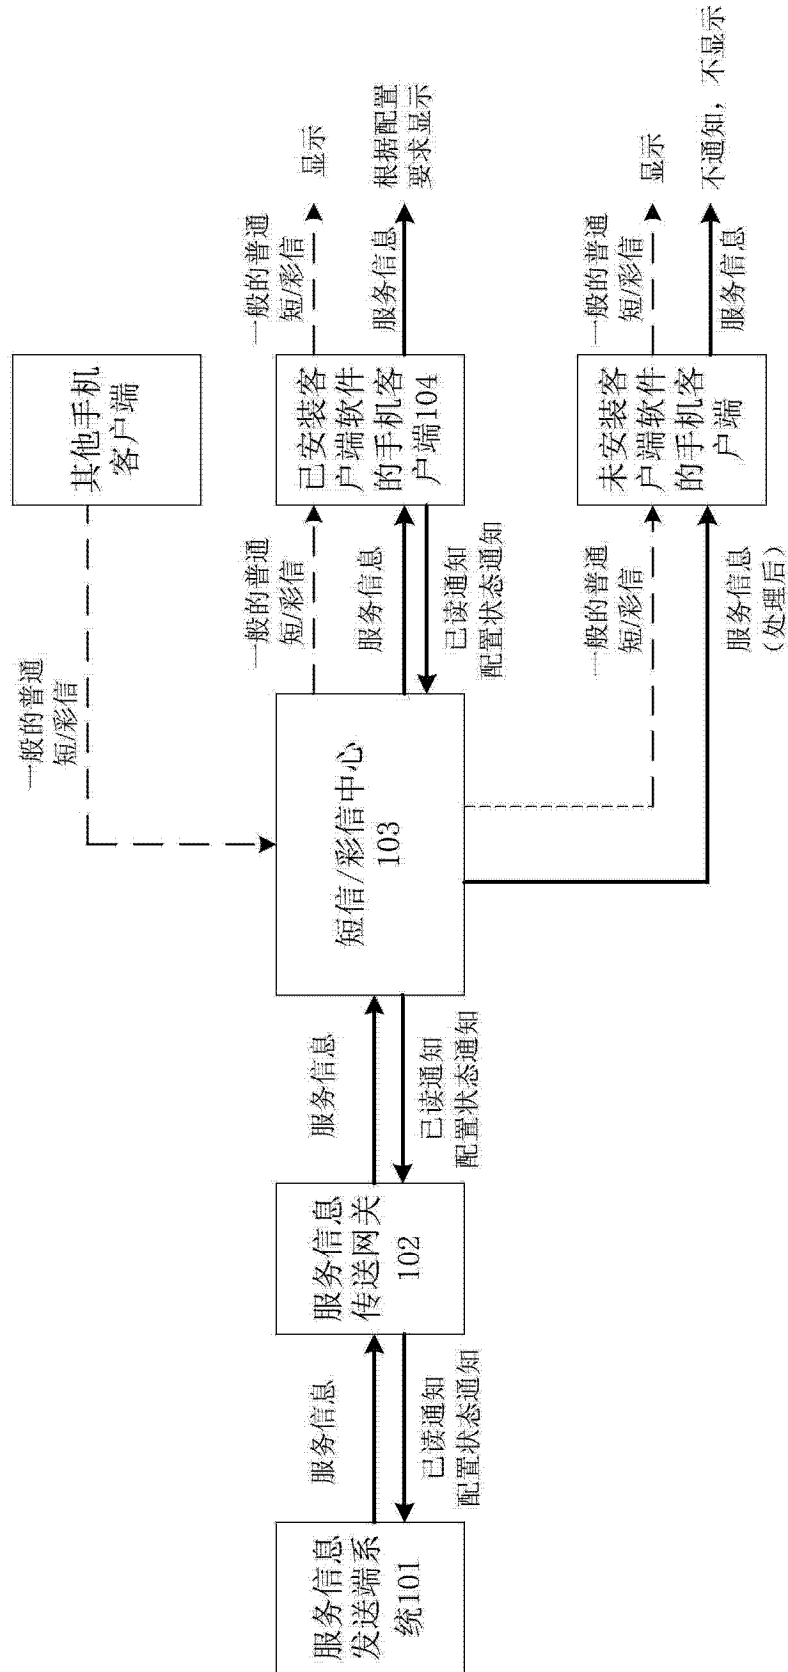 其他手机
客户端
一般的普通
短/彩信
服务信息
发送端系
统101
服务信息
已读通知
配置状态通知
服务信息
传送网关
102
服务信息
已读通知
配置状态通知
短信/彩信中心
103
一般的普通
短/彩信
服务信息
已读通知
配置状态通知
已安装客
户端软件
的手机客
户端104
一般的普通
短/彩信
显示
服务信息
根据配置
要求显示
一般的普通
短/彩信
服务信息
（处理后）
未安装客
户端软件
的手机客
户端
一般的普通
短/彩信
显示
服务信息
不通知，不显示